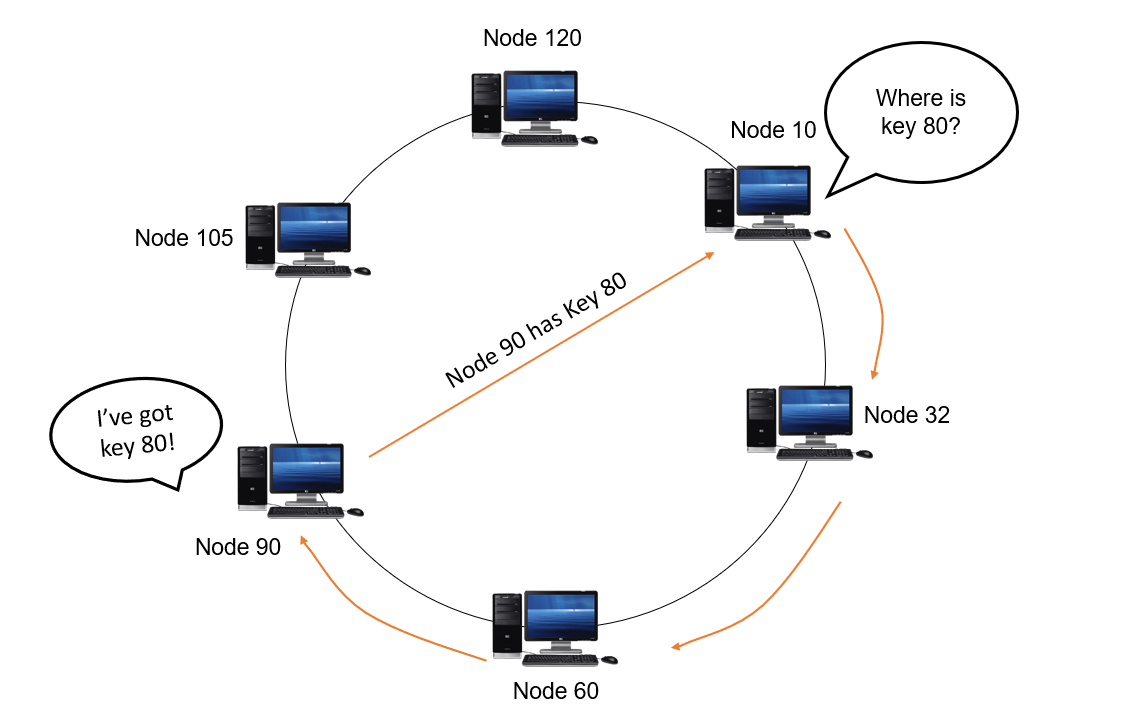 Node 120
Node 10
Where is
key 80?
Node 105
Node 90 has Key 80
I've got
key 80!
Node 32
Node 90
Node 60